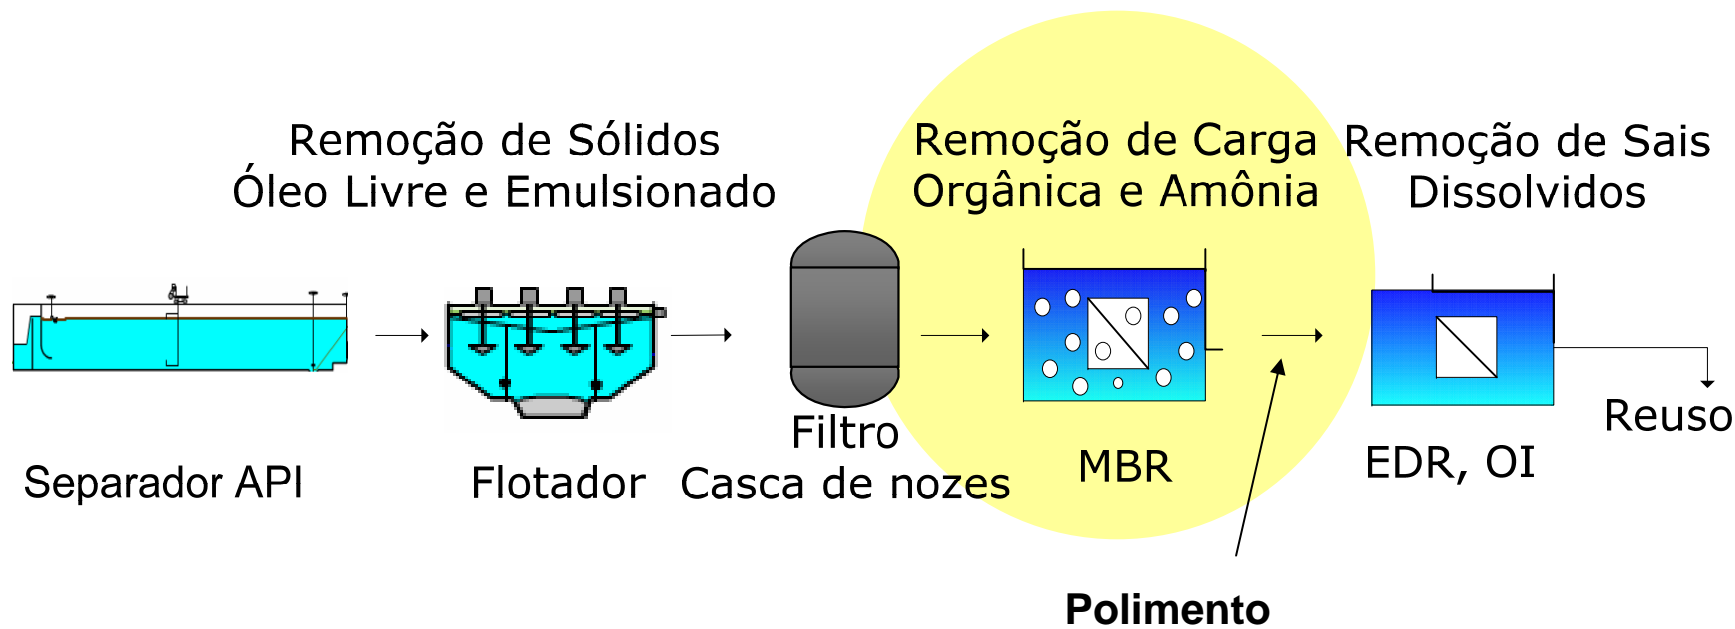 Remoção de Sólidos
Óleo Livre e Emulsionado
Remoção de Carga
Orgânica e Amônia
Remoção de Sais
Dissolvidos
Separador API
Flotador
Filtro
Casca de nozes
MBR
EDR, OI
Reuso
Polimento